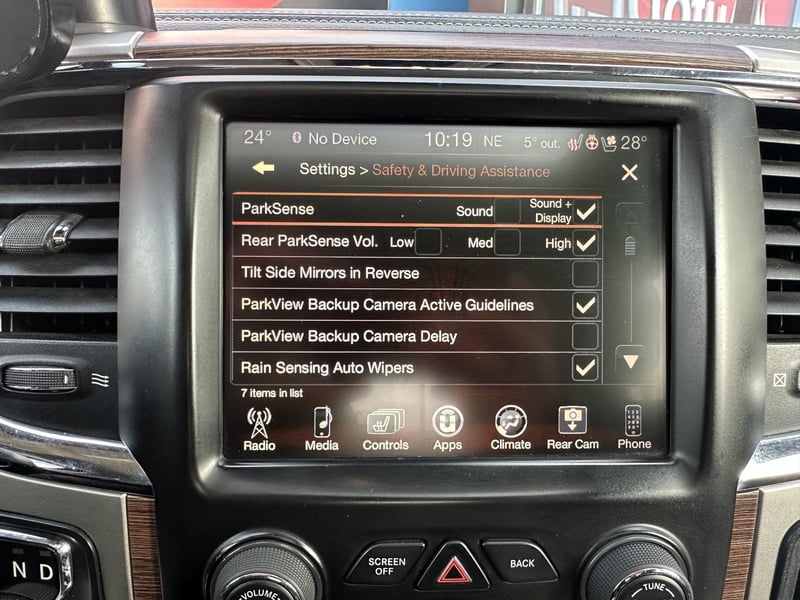 24° No Device 10:19 NE 5° out. 28°
Settings > Safety & Driving Assistance
ParkSense Sound Sound + Display
Rear ParkSense Vol. Low Med High
Tilt Side Mirrors in Reverse
ParkView Backup Camera Active Guidelines
ParkView Backup Camera Delay
Rain Sensing Auto Wipers
7 items in list
Radio Media Controls Apps Climate Rear Cam Phone
SCREEN OFF BACK
N D
VOLUME TUNE